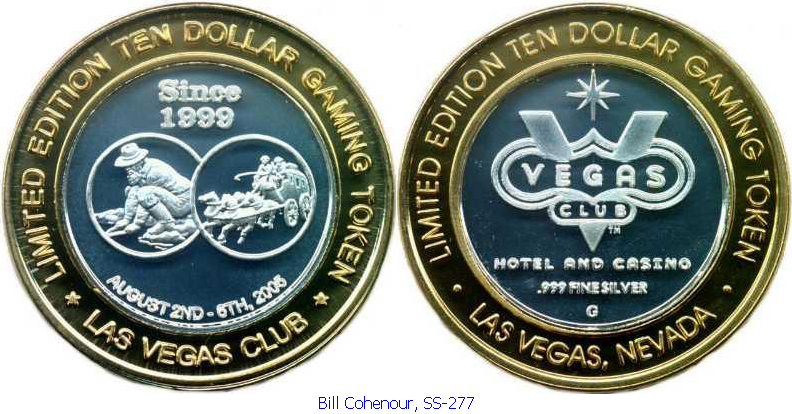 LIMITED EDITION TEN DOLLAR GAMING TOKEN
Since
1999
AUGUST 2ND - 6TH, 2005
★ LAS VEGAS CLUB ★
LIMITED EDITION TEN DOLLAR GAMING TOKEN
V
VEGAS
CLUB
TM
HOTEL AND CASINO
.999 FINE SILVER
G
• LAS VEGAS, NEVADA •
Bill Cohenour, SS-277